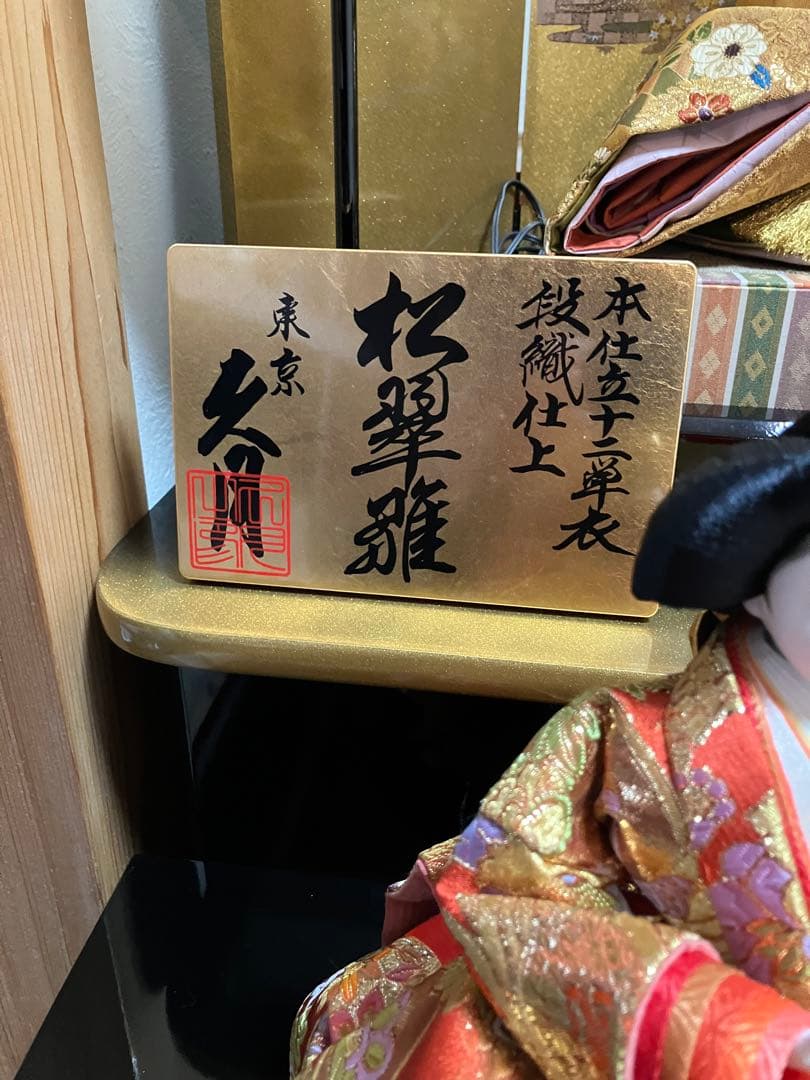 本仕立十二単衣
段織仕上
松翠雛
東京
久月